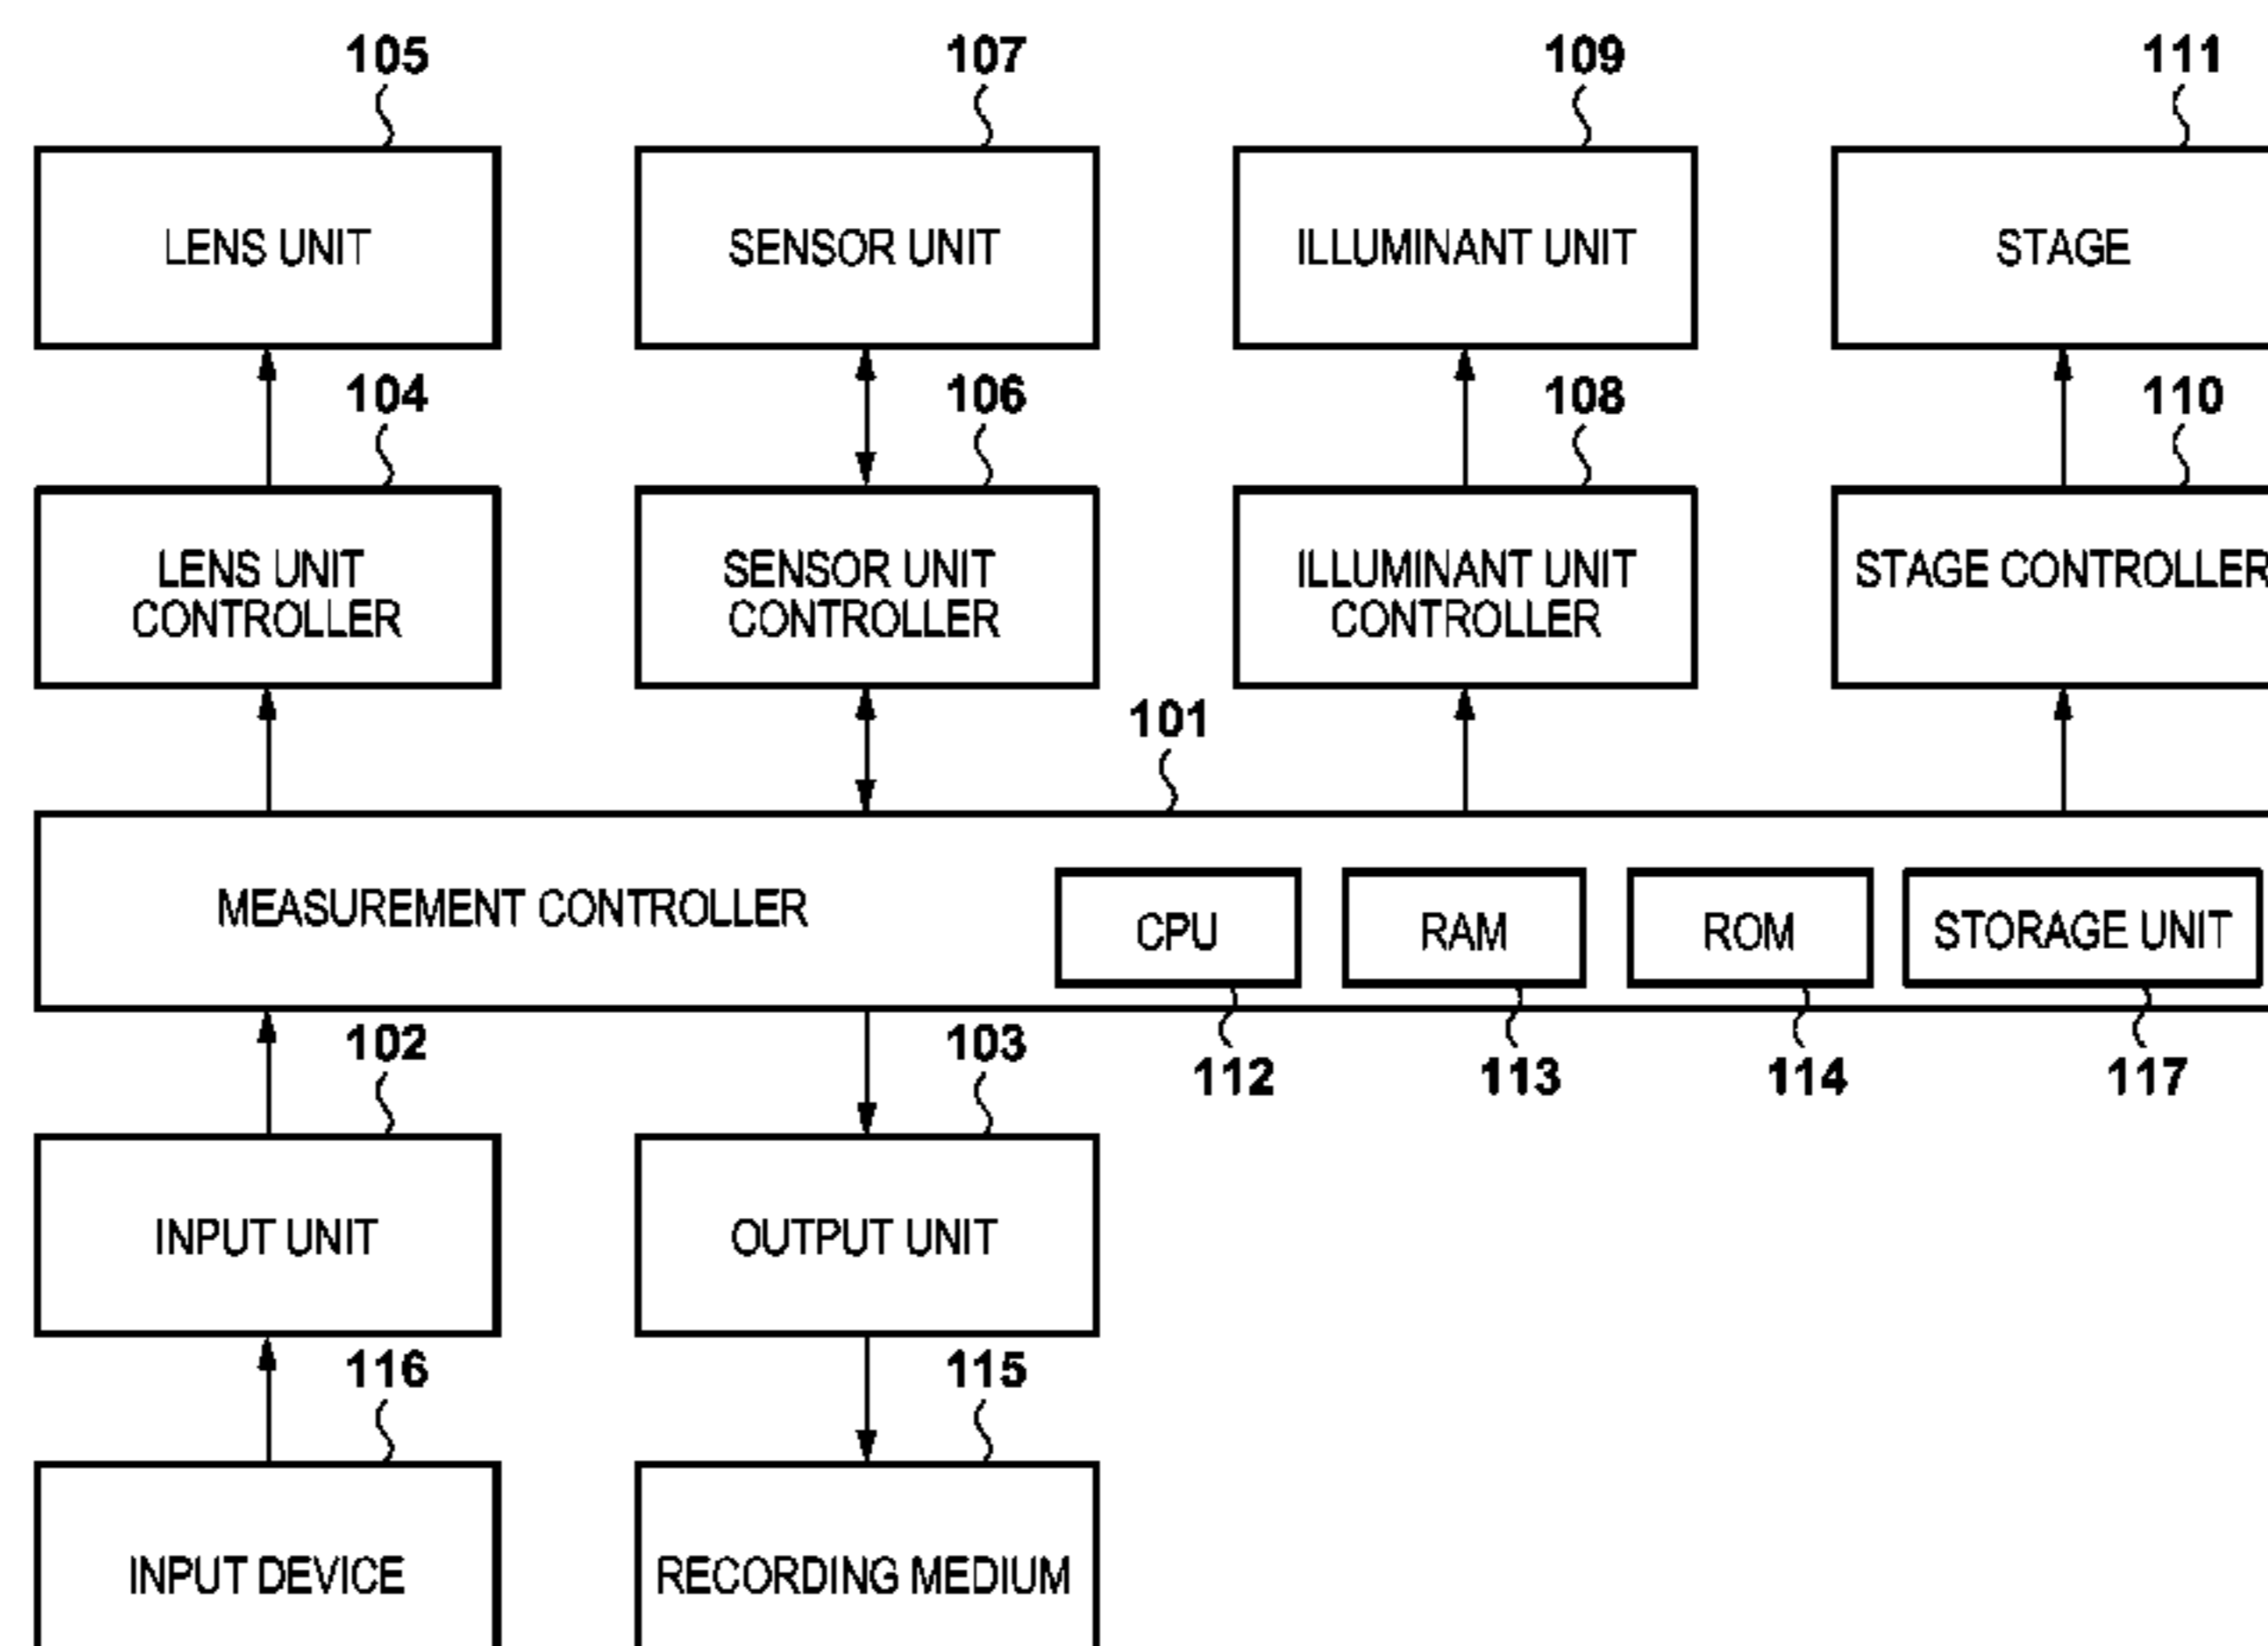 105
107
109
111
LENS UNIT
SENSOR UNIT
ILLUMINANT UNIT
STAGE
104
106
108
110
LENS UNIT
CONTROLLER
SENSOR UNIT
CONTROLLER
ILLUMINANT UNIT
CONTROLLER
STAGE CONTROLLER
101
MEASUREMENT CONTROLLER
CPU
RAM
ROM
STORAGE UNIT
102
103
112
113
114
117
INPUT UNIT
OUTPUT UNIT
116
115
INPUT DEVICE
RECORDING MEDIUM